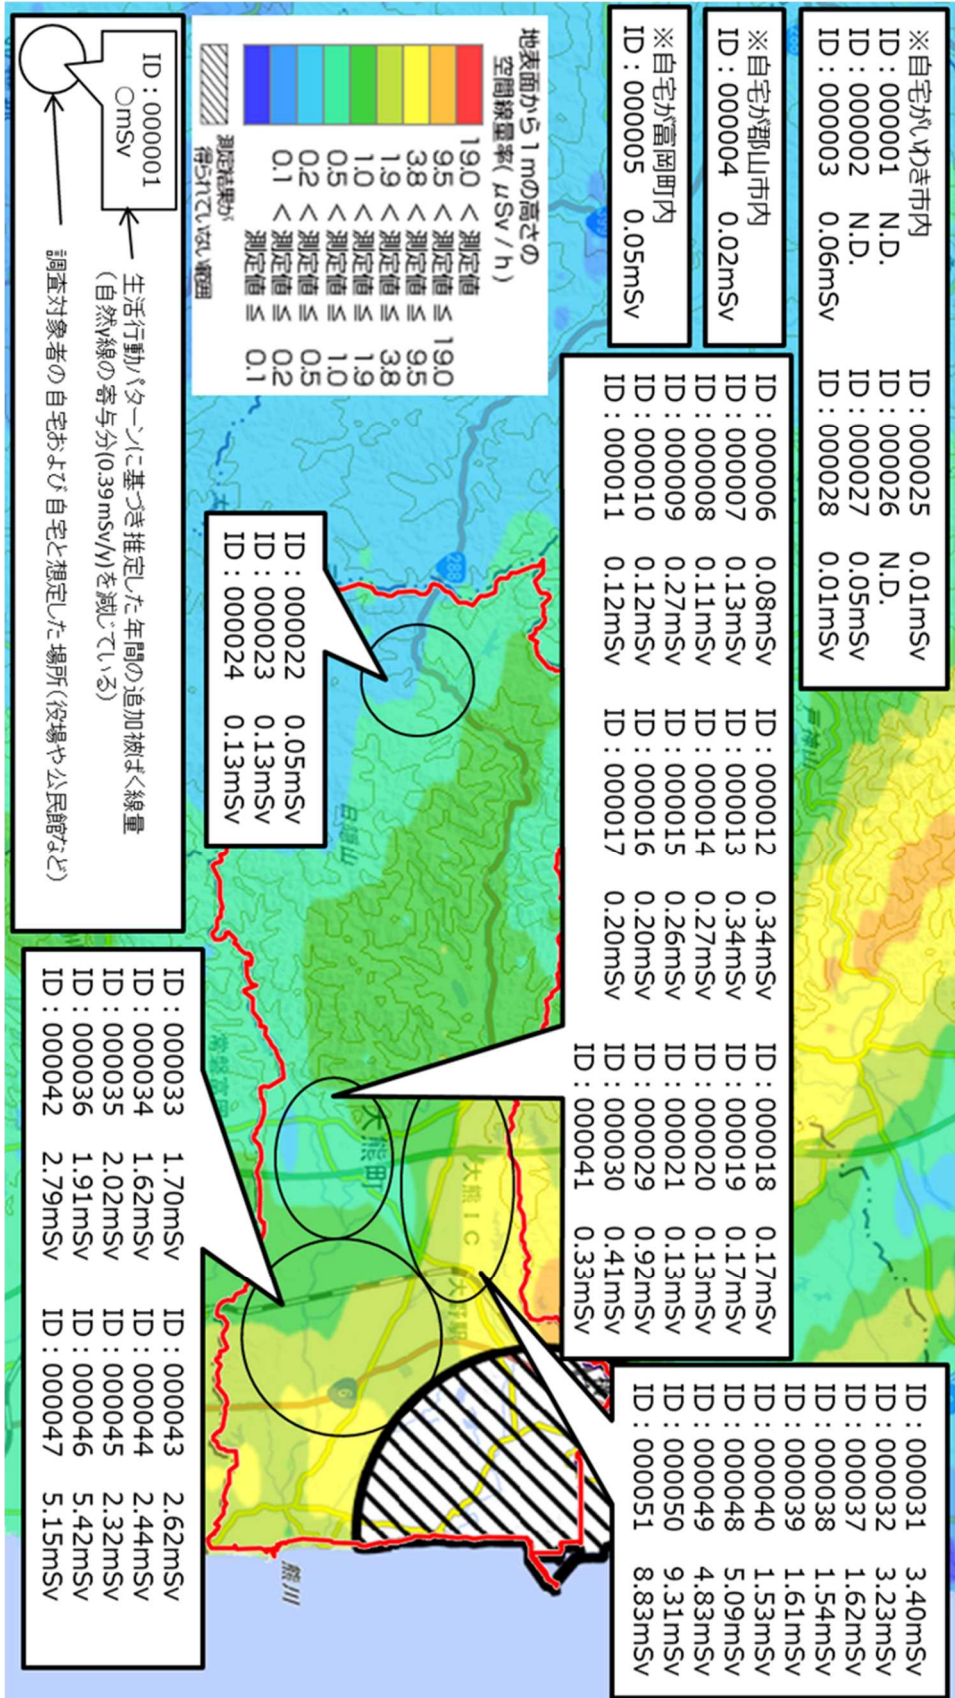 ※自宅がいわき市内
ID:000001 N.D.
ID:000002 N.D.
ID:000003 0.06mSv
ID:000025 0.01mSv
ID:000026 N.D.
ID:000027 0.05mSv
ID:000028 0.01mSv
※自宅が郡山市内
ID:000004 0.02mSv
※自宅が富岡町内
ID:000005 0.05mSv
ID:000006 0.08mSv
ID:000007 0.13mSv
ID:000008 0.11mSv
ID:000009 0.27mSv
ID:000010 0.12mSv
ID:000011 0.12mSv
ID:000012 0.34mSv
ID:000013 0.34mSv
ID:000014 0.27mSv
ID:000015 0.26mSv
ID:000016 0.20mSv
ID:000017 0.20mSv
ID:000018 0.17mSv
ID:000019 0.17mSv
ID:000020 0.13mSv
ID:000021 0.13mSv
ID:000029 0.92mSv
ID:000030 0.41mSv
ID:000041 0.33mSv
ID:000031 3.40mSv
ID:000032 3.23mSv
ID:000037 1.62mSv
ID:000038 1.54mSv
ID:000039 1.61mSv
ID:000040 1.53mSv
ID:000048 5.09mSv
ID:000049 4.83mSv
ID:000050 9.31mSv
ID:000051 8.83mSv
地表面から1mの高さの
空間線量率(μSv/h)
19.0 < 測定値
9.5 < 測定値 ≦ 19.0
3.8 < 測定値 ≦ 9.5
1.9 < 測定値 ≦ 3.8
1.0 < 測定値 ≦ 1.9
0.5 < 測定値 ≦ 1.0
0.2 < 測定値 ≦ 0.5
0.1 < 測定値 ≦ 0.2
測定値 ≦ 0.1
測定結果が
得られていない範囲
ID:000022 0.05mSv
ID:000023 0.13mSv
ID:000024 0.13mSv
ID:000033 1.70mSv
ID:000034 1.62mSv
ID:000035 2.02mSv
ID:000036 1.91mSv
ID:000042 2.79mSv
ID:000043 2.62mSv
ID:000044 2.44mSv
ID:000045 2.32mSv
ID:000046 5.42mSv
ID:000047 5.15mSv
ID:000001
○mSv
生活行動パターンに基づき推定した年間の追加被ばく線量
(自然γ線の寄与分(0.39mSv/y)を減じている)
調査対象者の自宅および自宅と想定した場所(役場や公民館など)
戸神山
288
日隠山
大熊町
大熊IC
大野駅
6
熊川